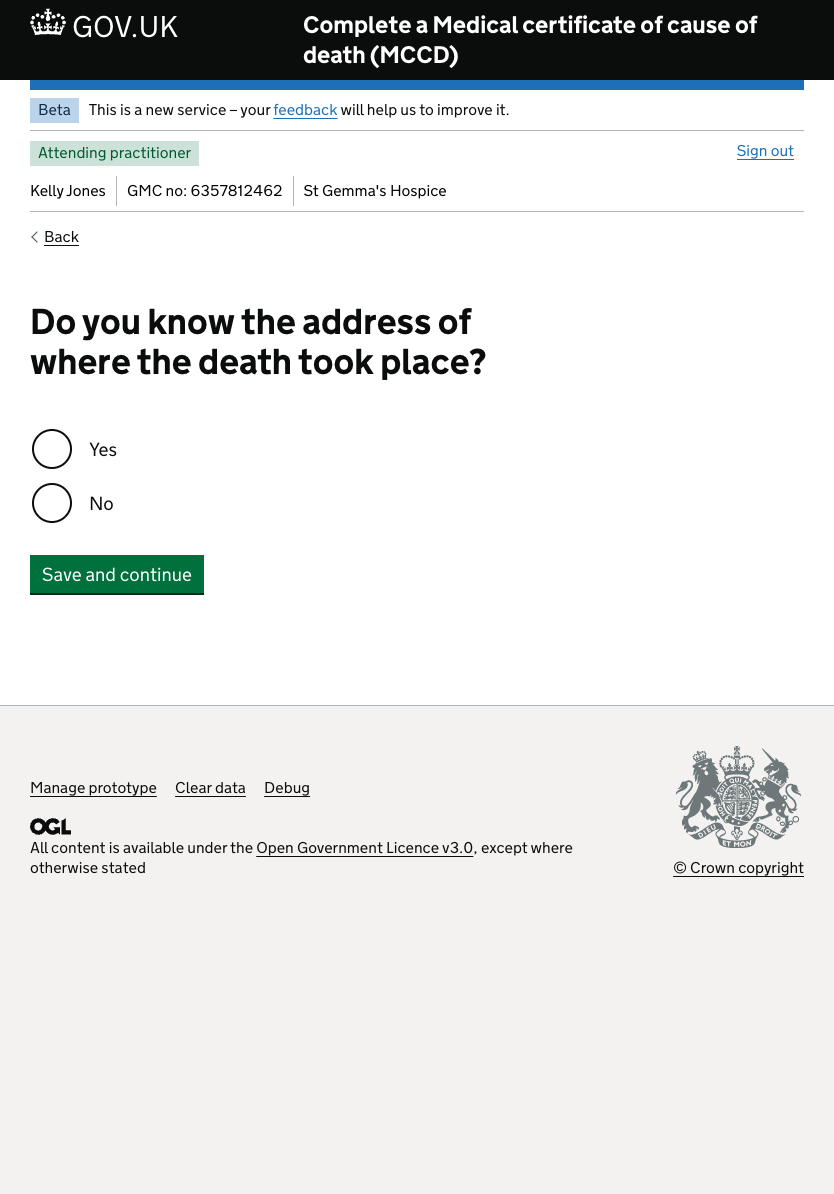 GOV.UK
Complete a Medical certificate of cause of
death (MCCD)
Beta This is a new service – your feedback will help us to improve it.
Attending practitioner
Sign out
Kelly Jones GMC no: 6357812462 St Gemma's Hospice
Back
Do you know the address of
where the death took place?
Yes
No
Save and continue
Manage prototype Clear data Debug
OGL
All content is available under the Open Government Licence v3.0, except where
otherwise stated
DIEU ET MON DROIT
© Crown copyright